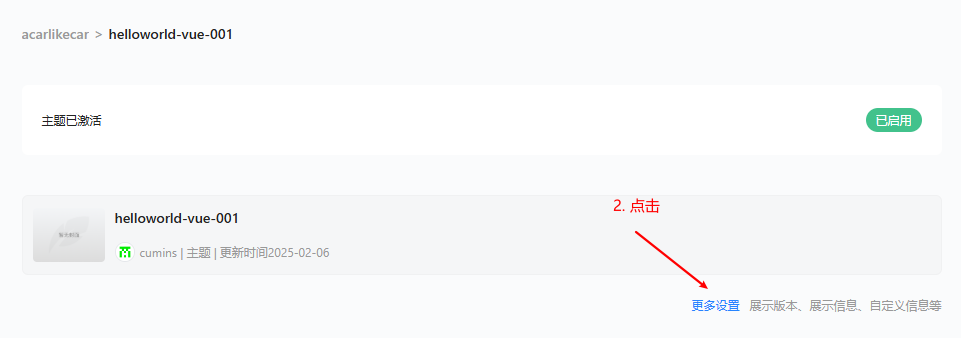 acarlikecar > helloworld-vue-001
主题已激活 已启用
helloworld-vue-001
2. 点击
cumins | 主题 | 更新时间2025-02-06
更多设置 展示版本、展示信息、自定义信息等